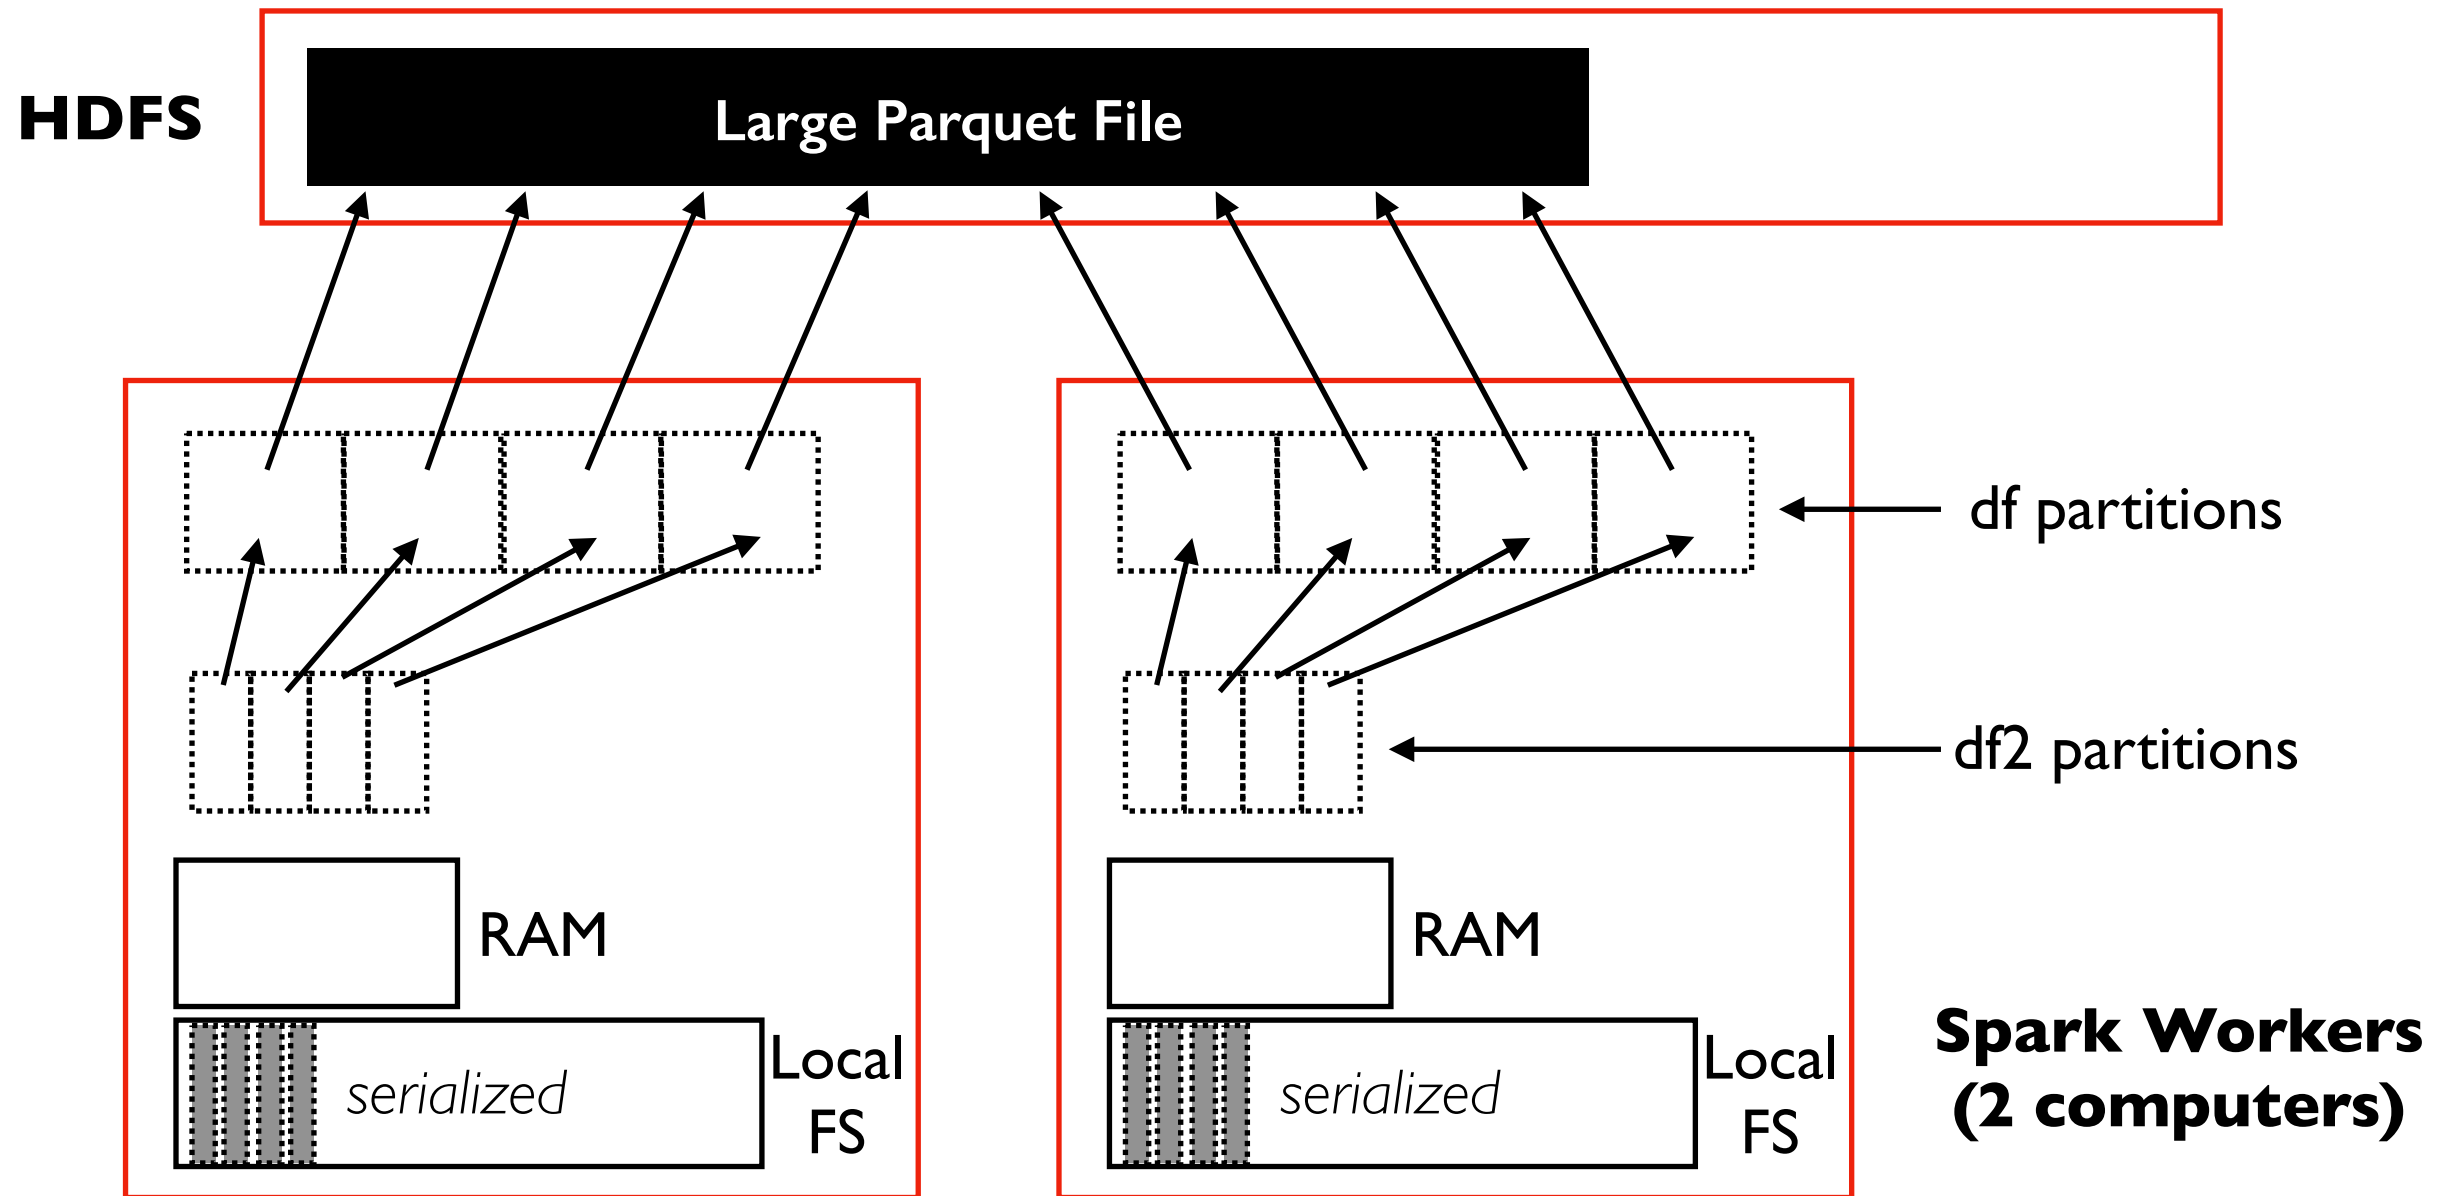 HDFS
Large Parquet File
df partitions
df2 partitions
RAM
RAM
serialized
Local
FS
serialized
Local
FS
Spark Workers
(2 computers)